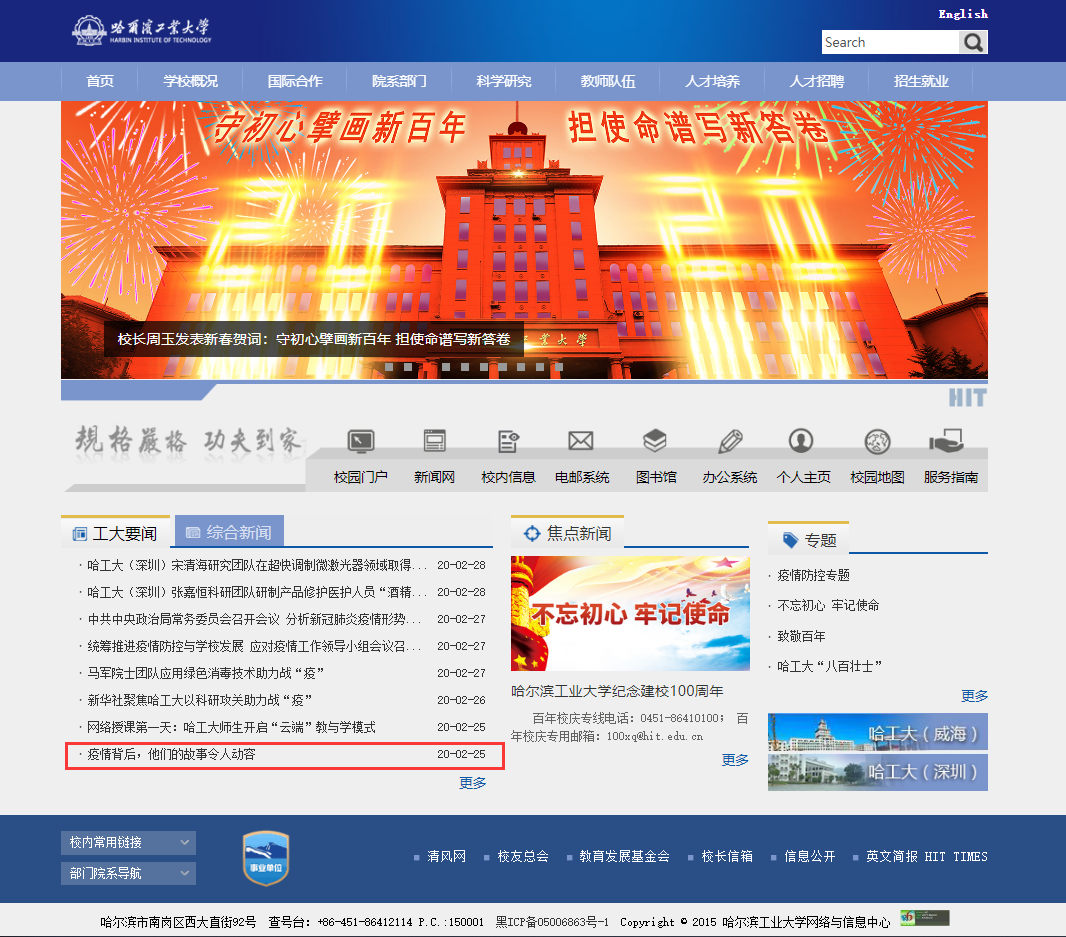 哈尔滨工业大学
HARBIN INSTITUTE OF TECHNOLOGY
English
Search
首页 学校概况 国际合作 院系部门 科学研究 教师队伍 人才培养 人才招聘 招生就业
守初心擘画新百年 担使命谱写新答卷
2020
校长周玉发表新春贺词：守初心擘画新百年 担使命谱写新答卷
業大學
HIT
規格嚴格 功夫到家
校园门户 新闻网 校内信息 电邮系统 图书馆 办公系统 个人主页 校园地图 服务指南
工大要闻 综合新闻
· 哈工大（深圳）宋清海研究团队在超快调制微激光器领域取得... 20-02-28
· 哈工大（深圳）张嘉恒科研团队研制产品修护医护人员“酒精... 20-02-28
· 中共中央政治局常务委员会召开会议 分析新冠肺炎疫情形势... 20-02-27
· 统筹推进疫情防控与学校发展 应对疫情工作领导小组会议召... 20-02-27
· 马军院士团队应用绿色消毒技术助力战“疫” 20-02-27
· 新华社聚焦哈工大以科研攻关助力战“疫” 20-02-26
· 网络授课第一天：哈工大师生开启“云端”教与学模式 20-02-25
· 疫情背后，他们的故事令人动容 20-02-25
更多
焦点新闻
不忘初心 牢记使命
哈尔滨工业大学纪念建校100周年
百年校庆专线电话：0451-86410100； 百
年校庆专用邮箱：100xq@hit.edu.cn
更多
专题
· 疫情防控专题
· 不忘初心 牢记使命
· 致敬百年
· 哈工大“八百壮士”
更多
哈工大（威海）
哈工大（深圳）
校内常用链接
部门院系导航
事业单位
清风网 校友总会 教育发展基金会 校长信箱 信息公开 英文简报 HIT TIMES
哈尔滨市南岗区西大直街92号 查号台：+86-451-86412114 P.C.:150001 黑ICP备05006863号-1 Copyright © 2015 哈尔滨工业大学网络与信息中心